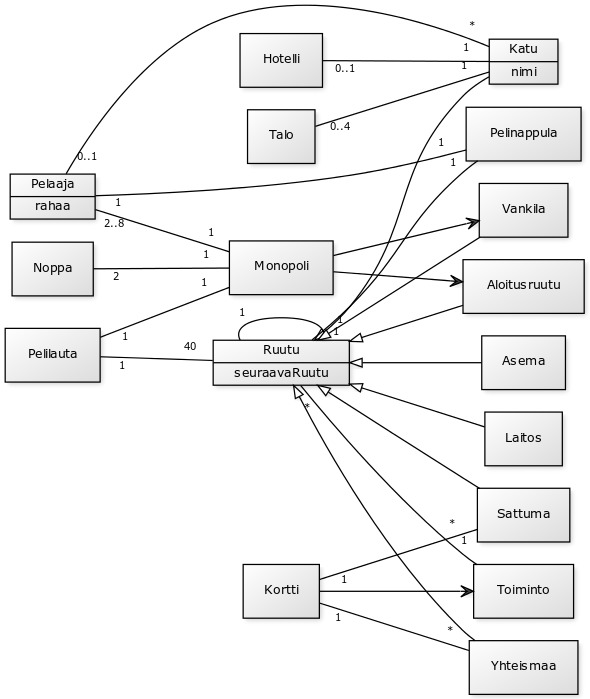 *
Katu
1
Hotelli
0..1
1
nimi
Talo
0..4
Pelinappula
1
0..1
1
Pelaaja
1
rahaa
Vankila
2..8
1
1
Noppa
2
Monopoli
1
Aloitusruutu
1
1
1
Pelilauta
1
40
Ruutu
Asema
1
seuraavaRuutu
*
Laitos
Sattuma
*
1
Kortti
1
Toiminto
1
*
Yhteismaa